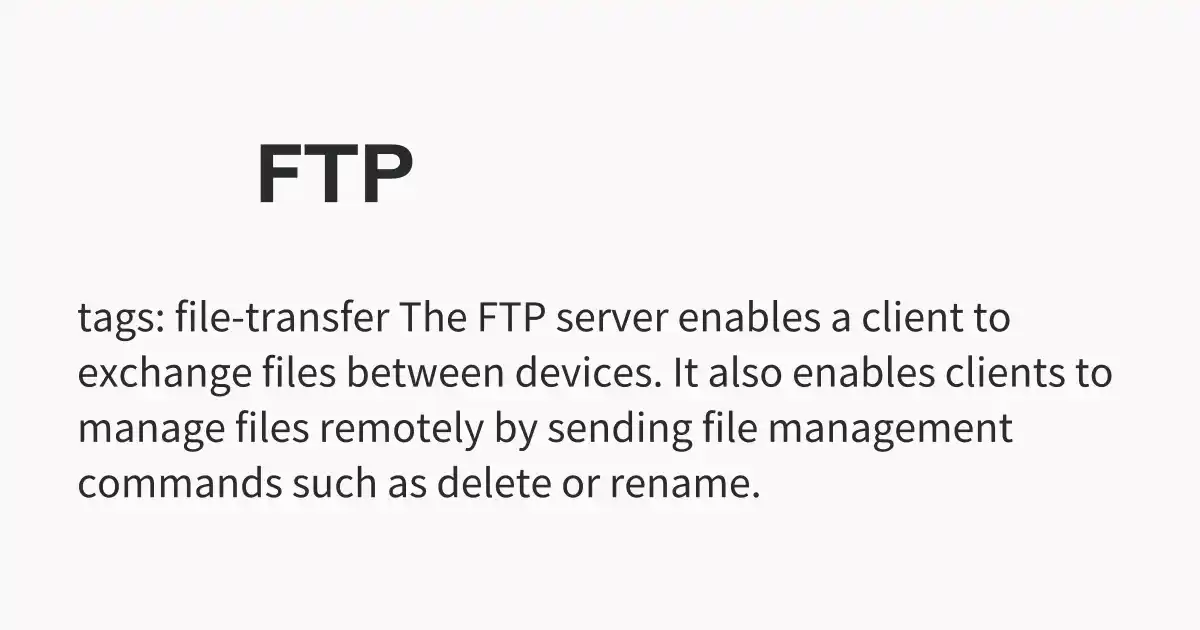 FTP
tags: file-transfer The FTP server enables a client to
exchange files between devices. It also enables clients to
manage files remotely by sending file management
commands such as delete or rename.